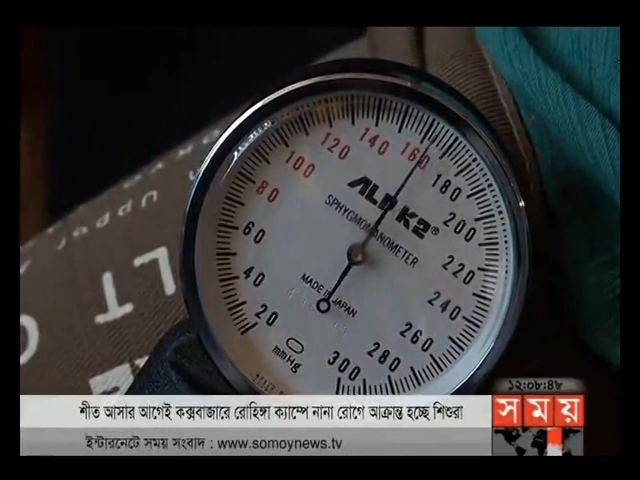 120 140 160
100 180
80 200
60 220
40 240
20 260
300 280
ALPK2®
SPHYGMOMANOMETER
MADE IN JAPAN
mmHg
Upper
১২:০৮:৪৮
শীত আসার আগেই কক্সবাজারে রোহিঙ্গা ক্যাম্পে নানা রোগে আক্রান্ত হচ্ছে শিশুরা
সময়
ইন্টারনেটে সময় সংবাদ : www.somoynews.tv